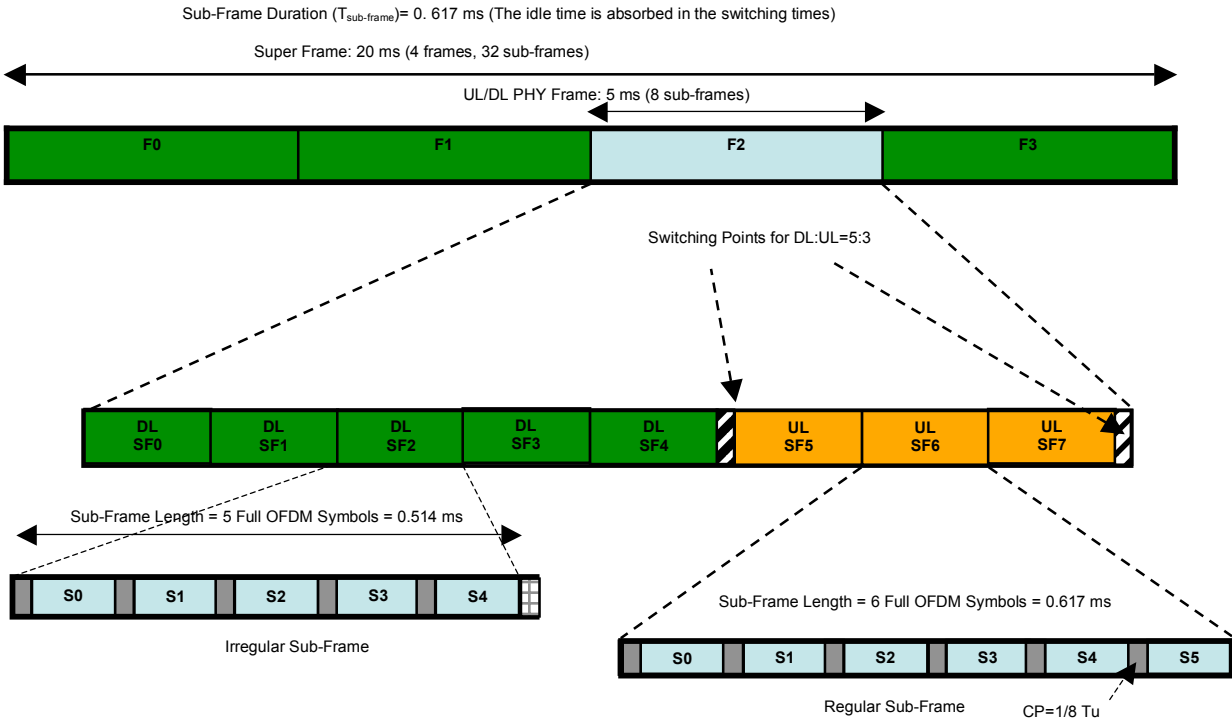 Sub-Frame Duration (Tsub-frame)= 0. 617 ms (The idle time is absorbed in the switching times)
Super Frame: 20 ms (4 frames, 32 sub-frames)
UL/DL PHY Frame: 5 ms (8 sub-frames)
F0 F1 F2 F3
Switching Points for DL:UL=5:3
DL DL DL DL DL UL UL UL
SF0 SF1 SF2 SF3 SF4 SF5 SF6 SF7
Sub-Frame Length = 5 Full OFDM Symbols = 0.514 ms
S0 S1 S2 S3 S4
Irregular Sub-Frame
Sub-Frame Length = 6 Full OFDM Symbols = 0.617 ms
S0 S1 S2 S3 S4 S5
Regular Sub-Frame
CP=1/8 Tu